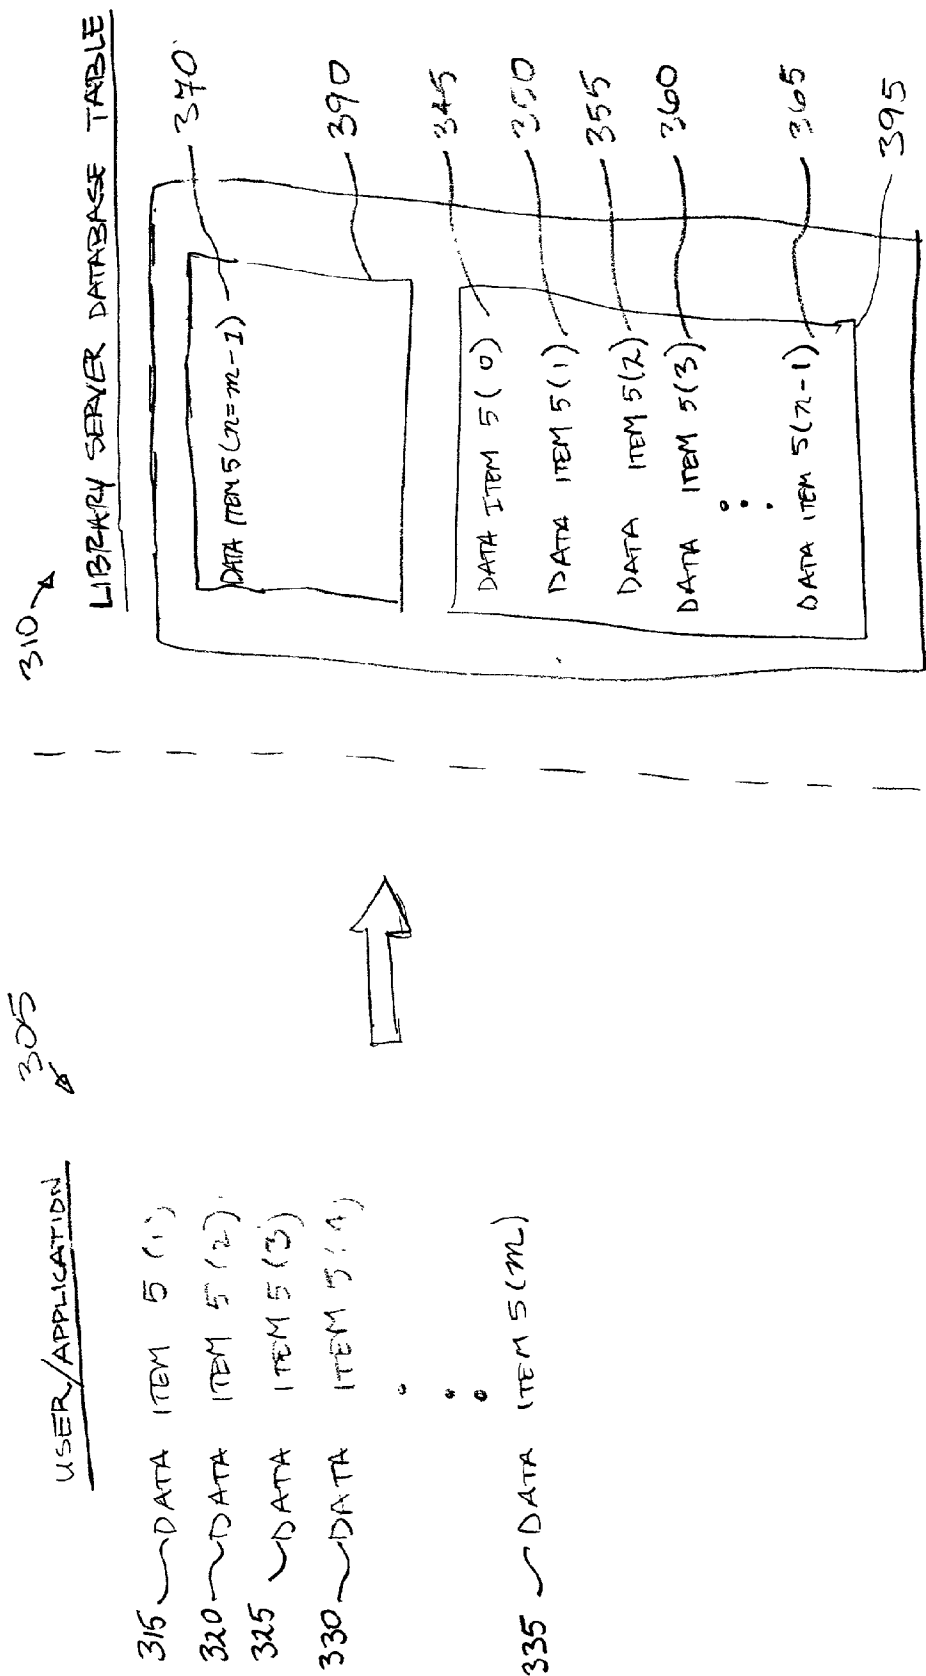 305
USER/APPLICATION
315 DATA ITEM 5 (1)
320 DATA ITEM 5 (2)
325 DATA ITEM 5 (3)
330 DATA ITEM 5 (4)
335 DATA ITEM 5 (m)
310
LIBRARY SERVER DATABASE TABLE
DATA ITEM 5 (n=m-1) 370
390
DATA ITEM 5 (0) 345
DATA ITEM 5 (1) 350
DATA ITEM 5 (2) 355
DATA ITEM 5 (3) 360
DATA ITEM 5 (n-1) 365
395